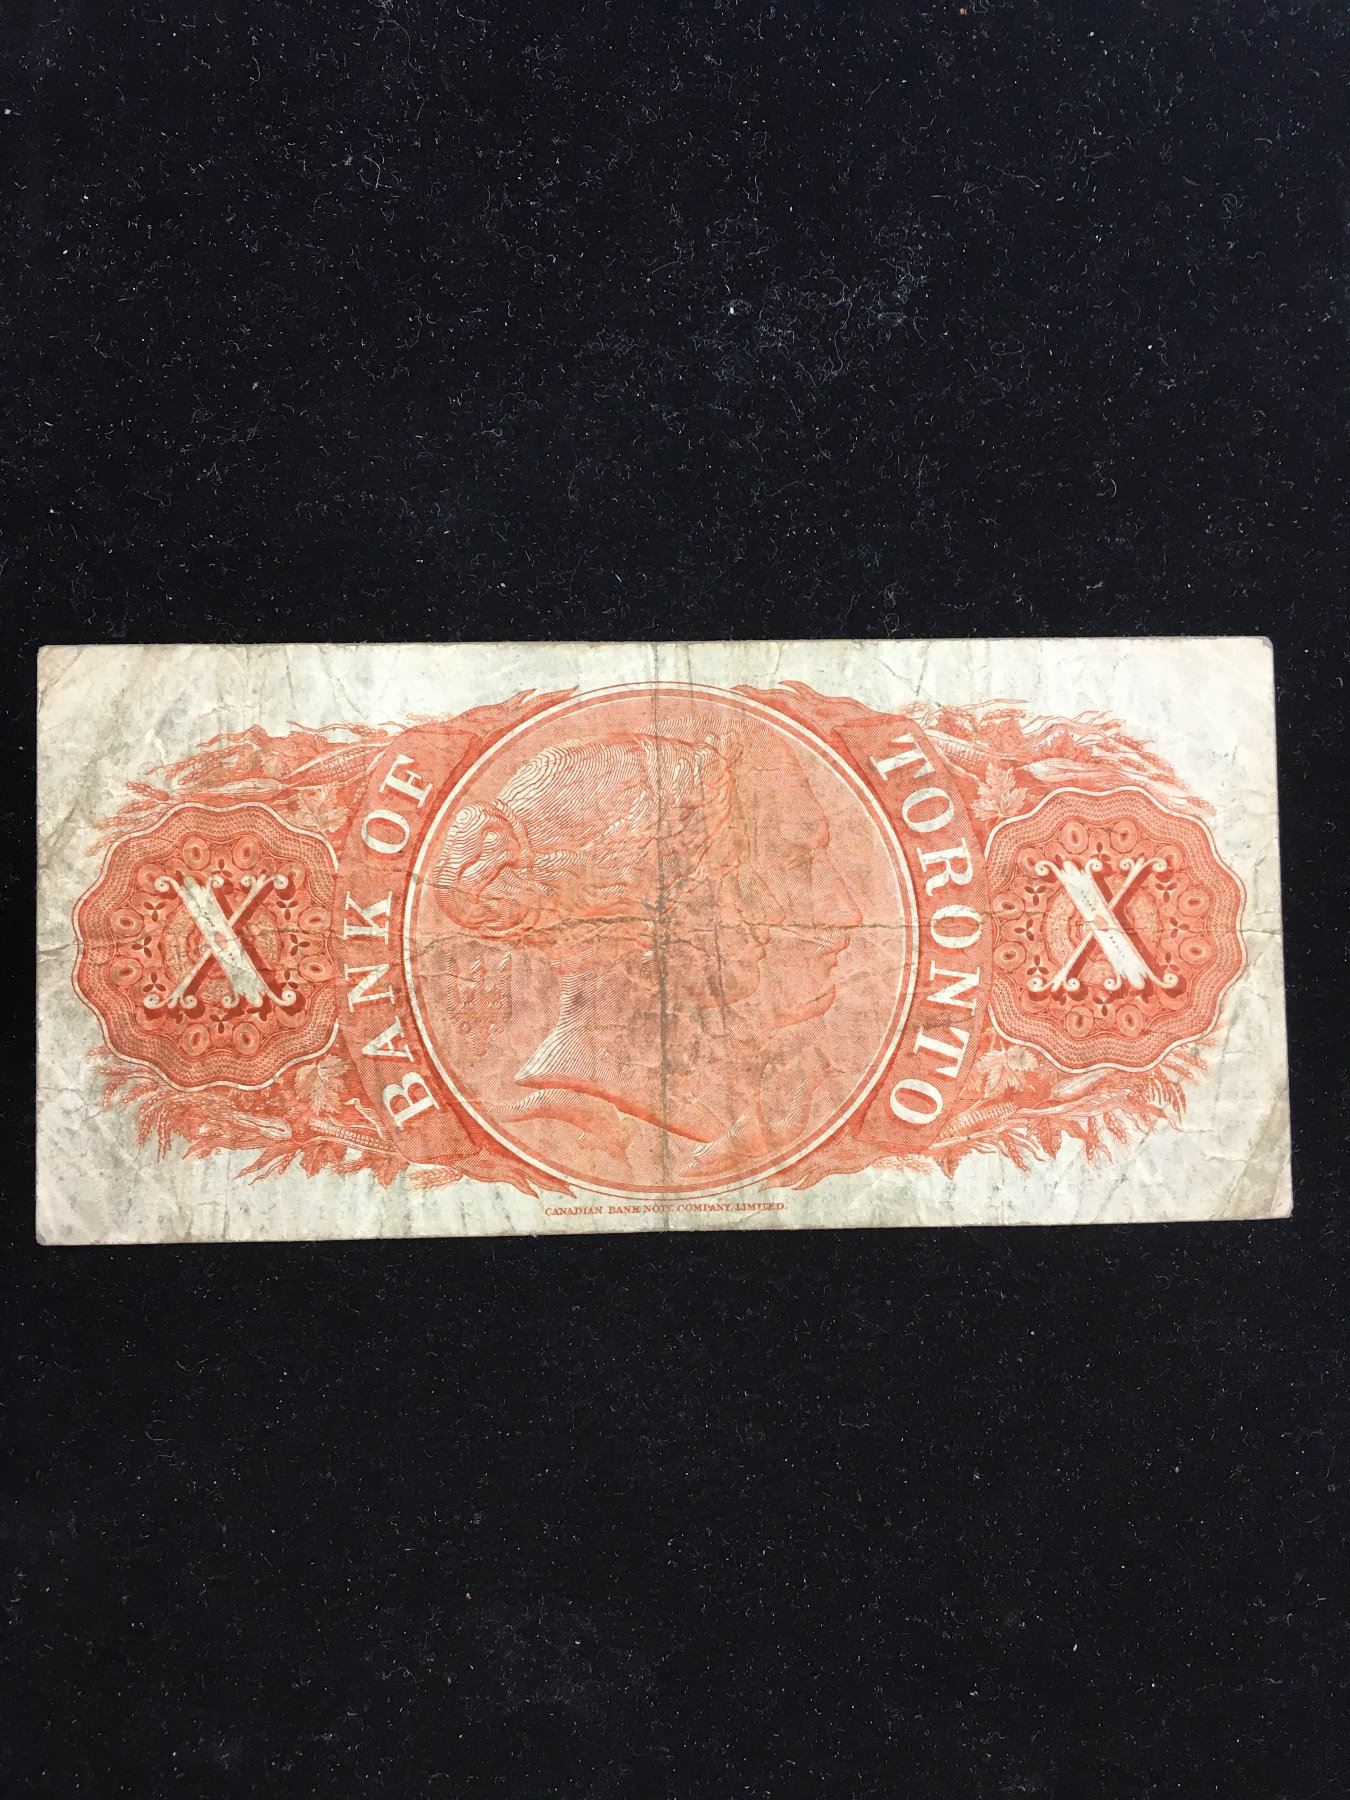 BANK OF TORONTO
X X
CANADIAN BANK NOTE COMPANY, LIMITED.